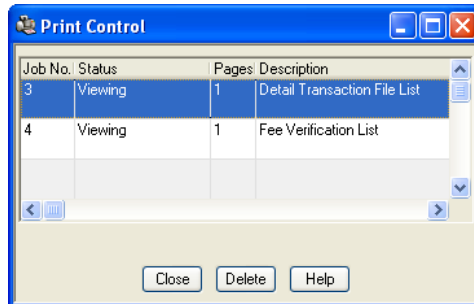 Print Control
Job No. Status Pages Description
3 Viewing 1 Detail Transaction File List
4 Viewing 1 Fee Verification List
Close Delete Help